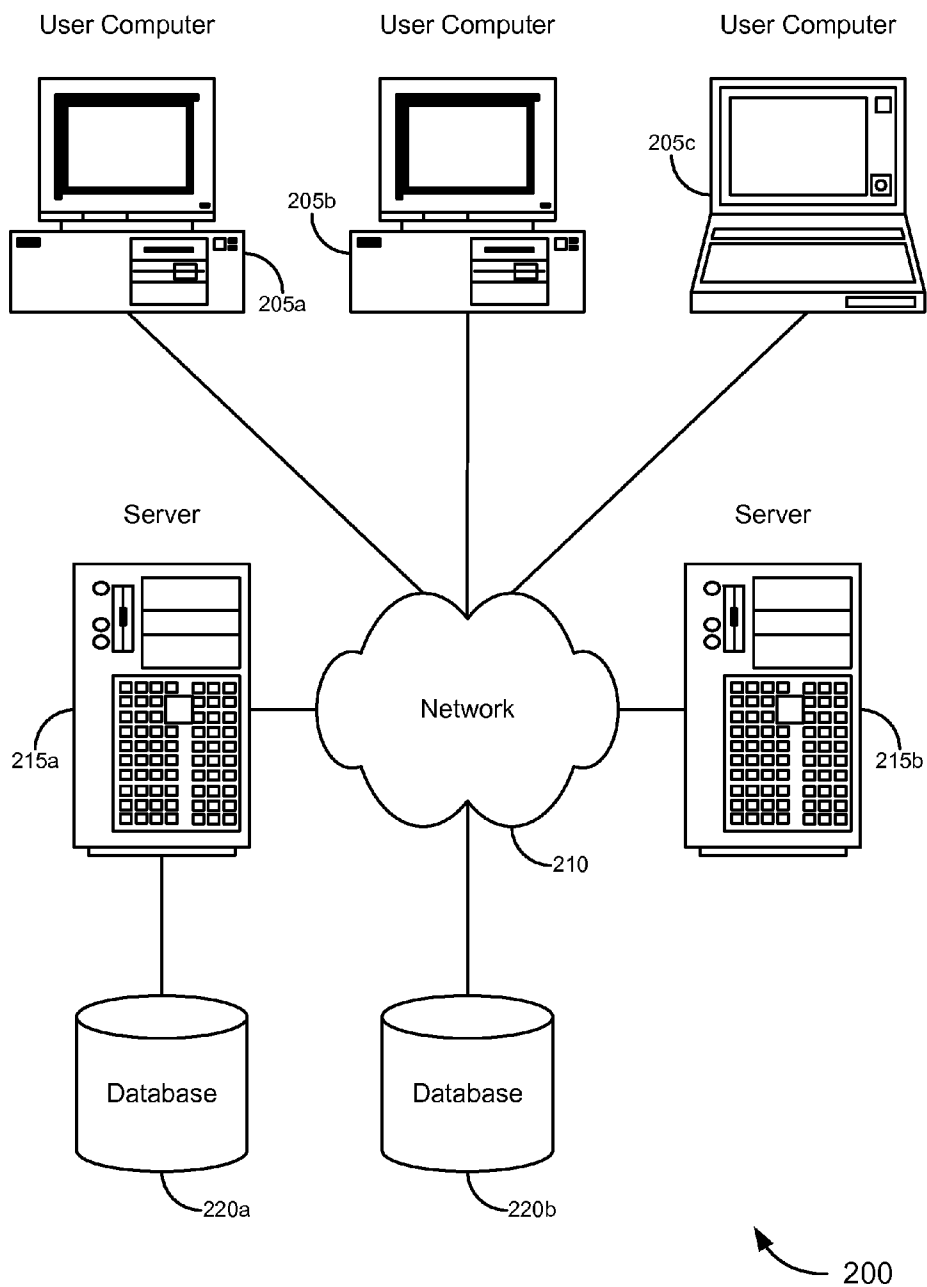 User Computer
User Computer
User Computer
205a
205b
205c
Server
Server
Network
215a
215b
210
Database
Database
220a
220b
200